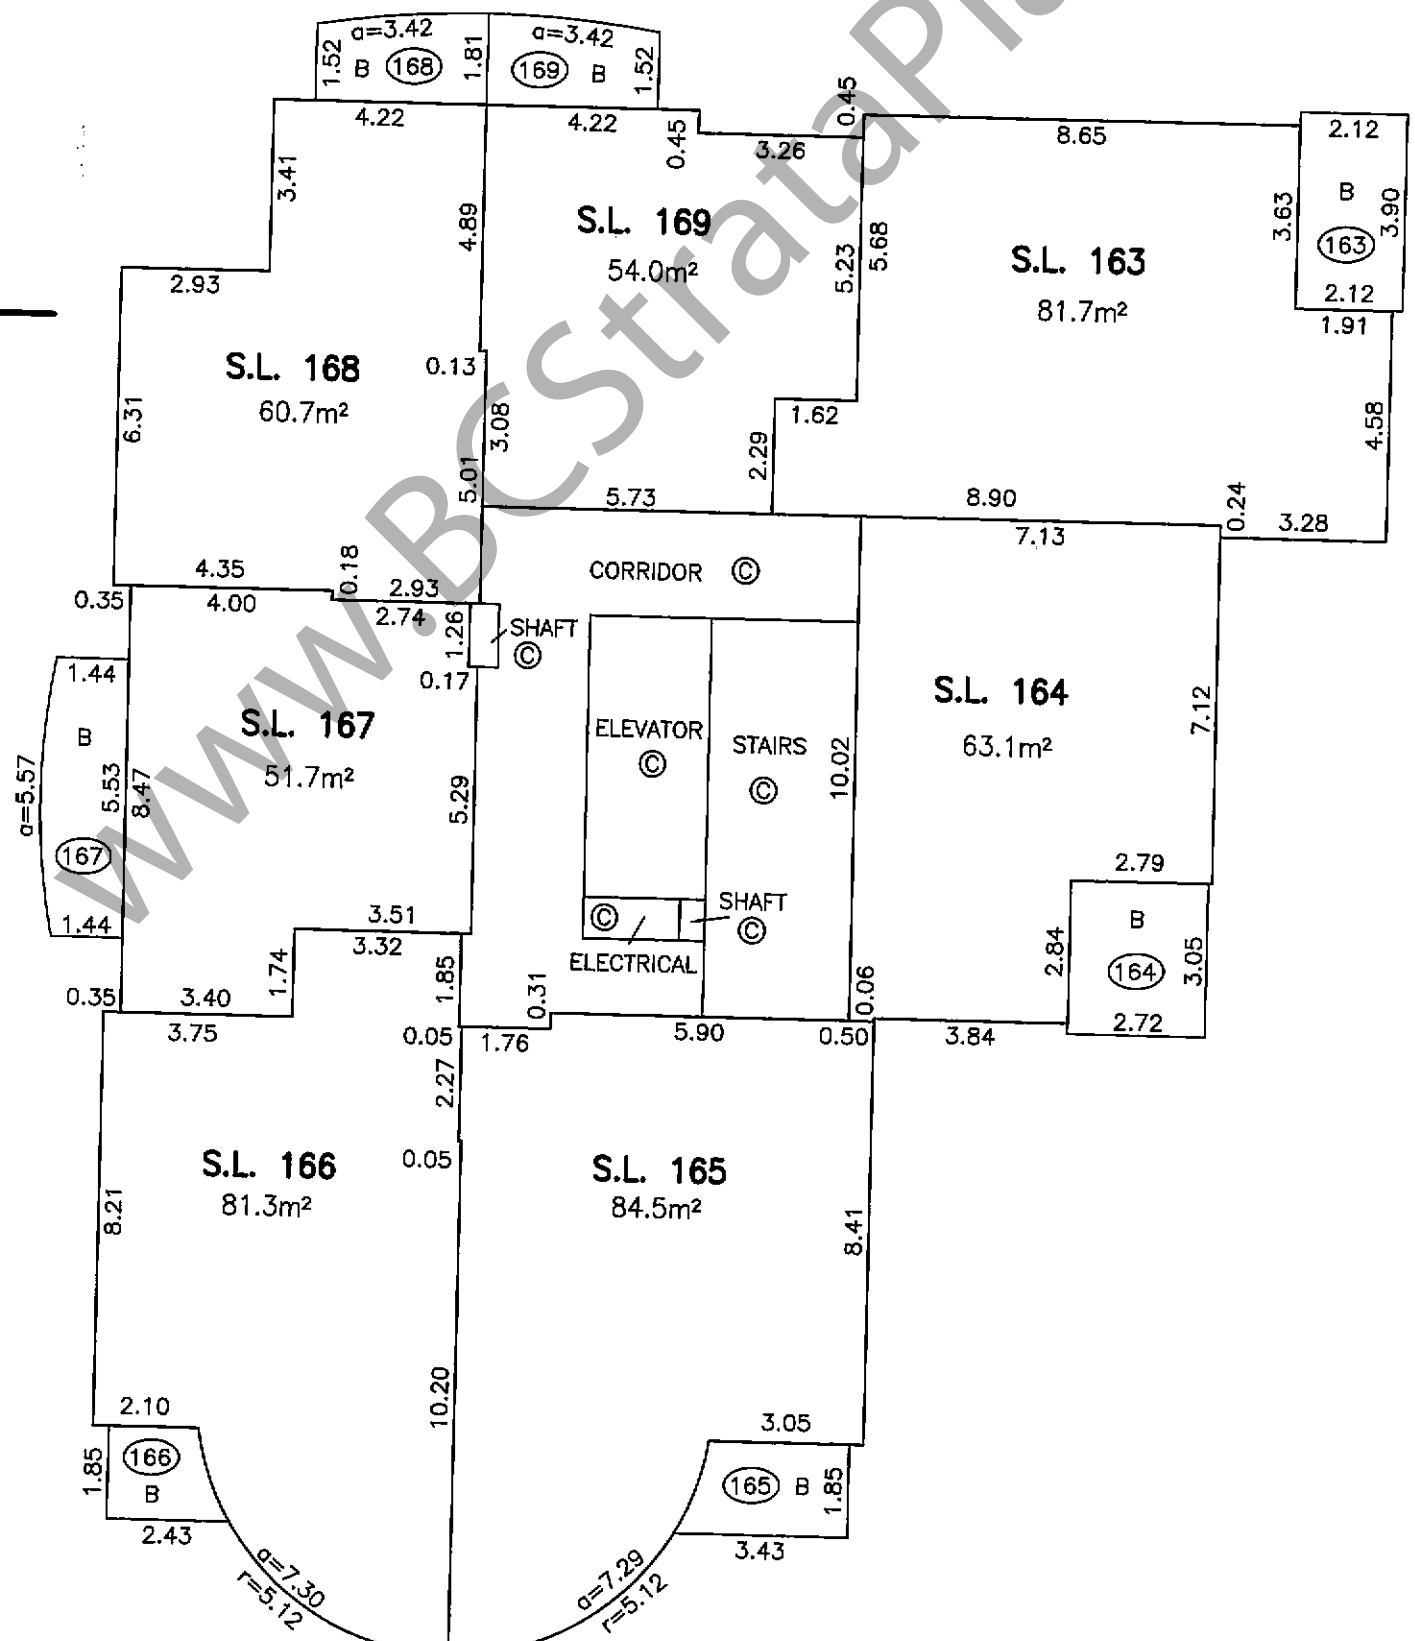 a=3.42
a=3.42
1.52
B
168
1.81
169
B
1.52
4.22
4.22
0.45
3.26
0.45
8.65
2.12
3.41
4.89
S.L. 169
54.0m²
5.23
5.68
S.L. 163
81.7m²
3.63
B
163
3.90
2.12
1.91
2.93
S.L. 168
60.7m²
0.13
6.31
3.08
5.01
1.62
2.29
4.58
5.73
8.90
0.24
3.28
7.13
4.35
0.18
2.93
CORRIDOR ©
0.35
4.00
2.74
1.26
SHAFT
©
1.44
0.17
S.L. 167
51.7m²
B
a=5.57
5.53
8.47
167
1.44
5.29
ELEVATOR
©
STAIRS
©
10.02
S.L. 164
63.1m²
7.12
2.79
B
164
2.84
3.05
2.72
3.51
3.32
©
SHAFT
©
ELECTRICAL
1.74
1.85
0.31
0.06
0.35
3.40
3.75
0.05
1.76
5.90
0.50
3.84
2.27
0.05
S.L. 166
81.3m²
S.L. 165
84.5m²
8.21
8.41
10.20
2.10
3.05
1.85
166
B
2.43
165
B
1.85
3.43
a=7.30
r=5.12
a=7.29
r=5.12
www.BCStrataPla